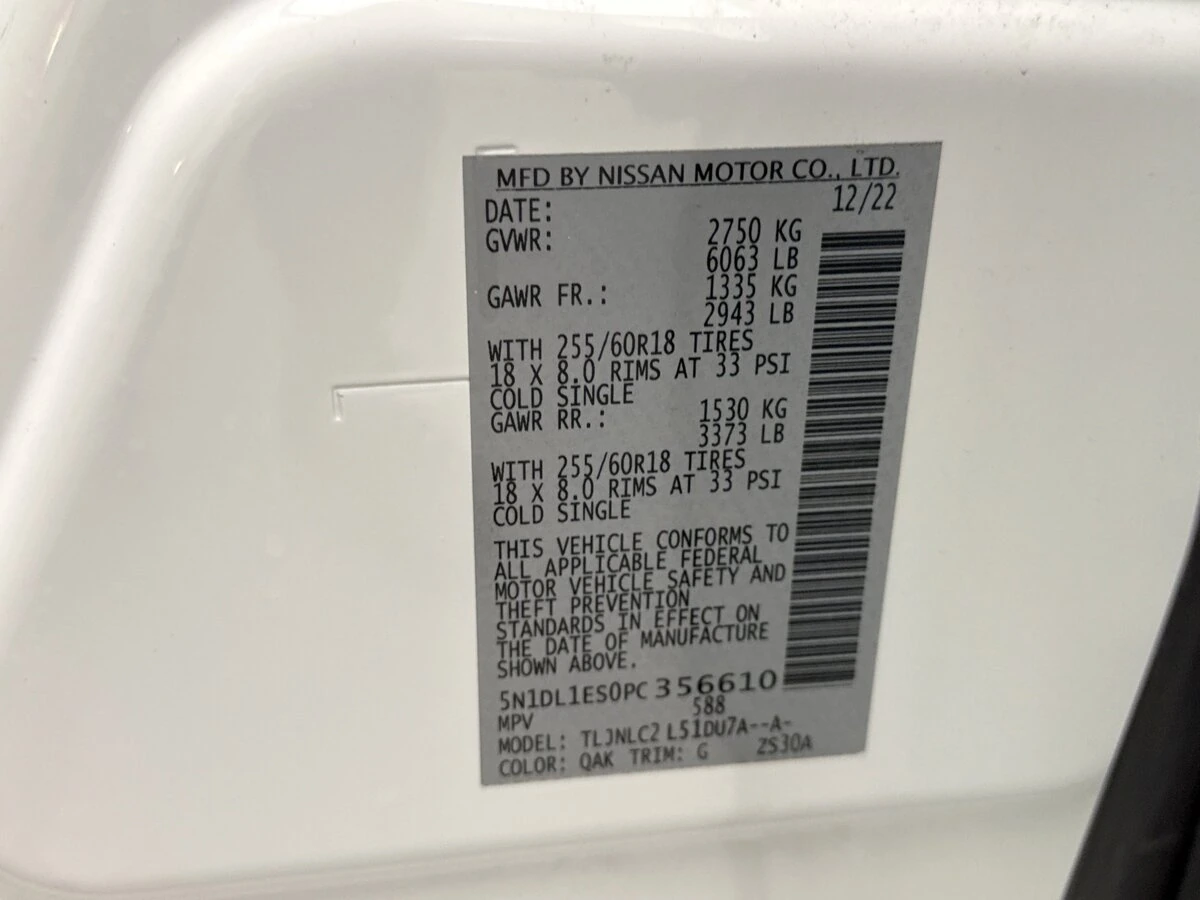 MFD BY NISSAN MOTOR CO., LTD.
DATE: 12/22
GVWR: 2750 KG
6063 LB
GAWR FR.: 1335 KG
2943 LB
WITH 255/60R18 TIRES
18 X 8.0 RIMS AT 33 PSI
COLD SINGLE
GAWR RR.: 1530 KG
3373 LB
WITH 255/60R18 TIRES
18 X 8.0 RIMS AT 33 PSI
COLD SINGLE
THIS VEHICLE CONFORMS TO
ALL APPLICABLE FEDERAL
MOTOR VEHICLE SAFETY AND
THEFT PREVENTION
STANDARDS IN EFFECT ON
THE DATE OF MANUFACTURE
SHOWN ABOVE.
5N1DL1ES0PC 356610
MPV 588
MODEL: TLJNLC2 L51DU7A--A-
COLOR: QAK TRIM: G ZS30A